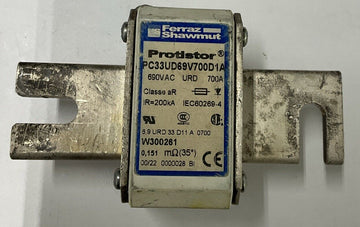 Ferraz
Shawmut
Protistor®
PC33UD69V700D1A
690VAC URD 700A
Classe aR
IR=200kA IEC60269-4
6.9 URD 33 D11 A 0700
W300261
0,151 mΩ(35°)
00/22 0000028 BI